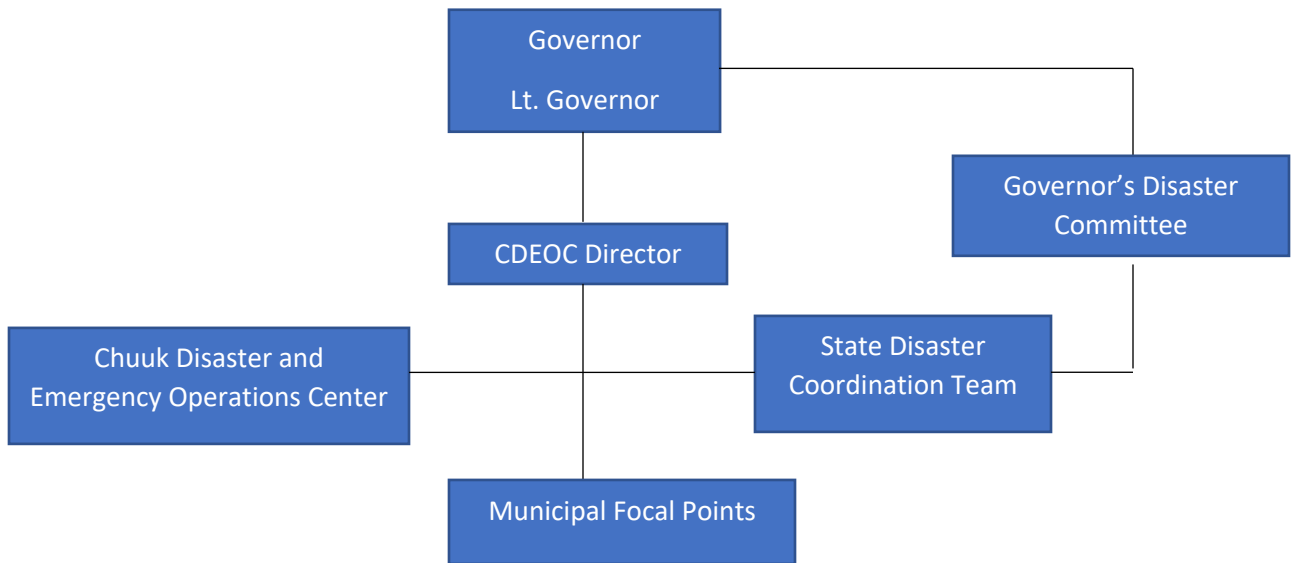 Governor
Lt. Governor
Governor’s Disaster
Committee
CDEOC Director
Chuuk Disaster and
Emergency Operations Center
State Disaster
Coordination Team
Municipal Focal Points